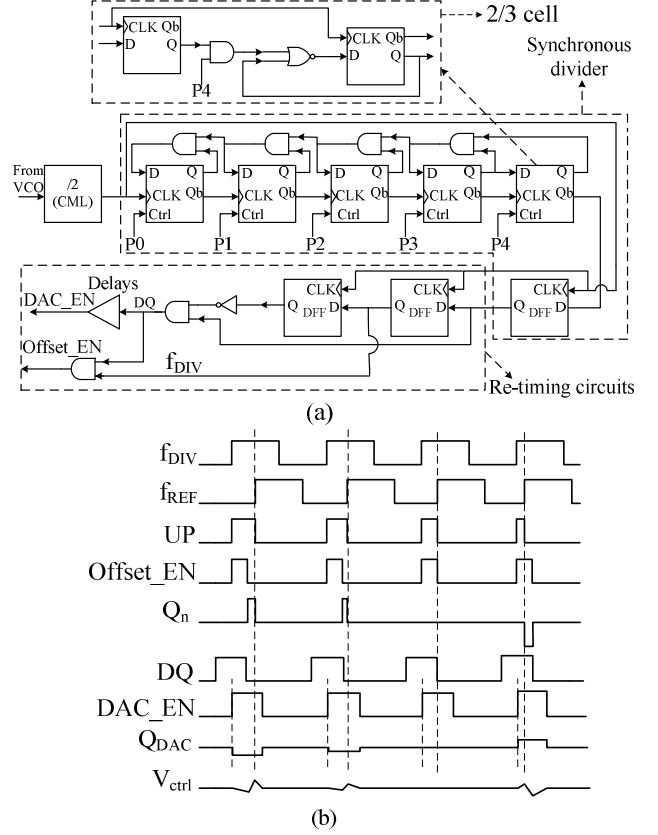 CLK Qb
D Q
P4
CLK Qb
D Q
2/3 cell
Synchronous divider
From VCO
/2 (CML)
D Q
CLK Qb
Ctrl
P0
D Q
CLK Qb
Ctrl
P1
D Q
CLK Qb
Ctrl
P2
D Q
CLK Qb
Ctrl
P3
D Q
CLK Qb
Ctrl
P4
DAC_EN
Delays
DQ
Offset_EN
fDIV
CLK
Q DFF D
CLK
Q DFF D
CLK
Q DFF D
Re-timing circuits
(a)
fDIV
fREF
UP
Offset_EN
Qn
DQ
DAC_EN
QDAC
Vctrl
(b)